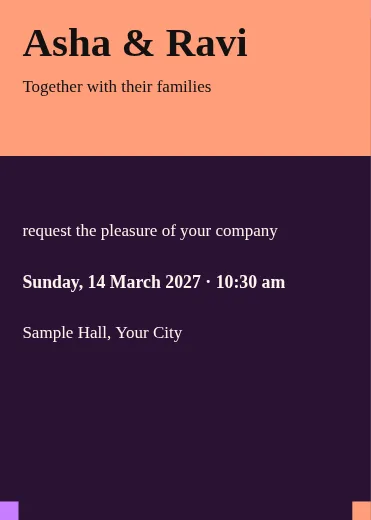 Asha & Ravi
Together with their families
request the pleasure of your company
Sunday, 14 March 2027 · 10:30 am
Sample Hall, Your City